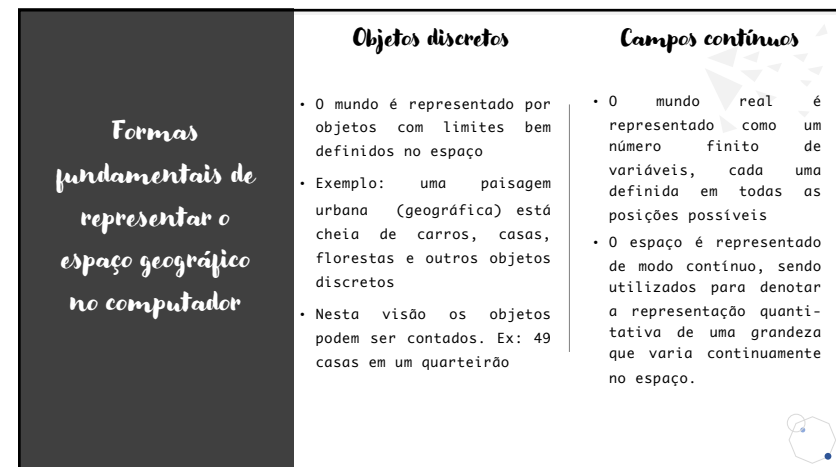 Formas
fundamentais de
representar o
espaço geográfico
no computador
Objetos discretos
• O mundo é representado por
objetos com limites bem
definidos no espaço
• Exemplo: uma paisagem
urbana (geográfica) está
cheia de carros, casas,
florestas e outros objetos
discretos
• Nesta visão os objetos
podem ser contados. Ex: 49
casas em um quarteirão
Campos contínuos
• O mundo real é
representado como um
número finito de
variáveis, cada uma
definida em todas as
posições possíveis
• O espaço é representado
de modo contínuo, sendo
utilizados para denotar
a representação quanti-
tativa de uma grandeza
que varia continuamente
no espaço.